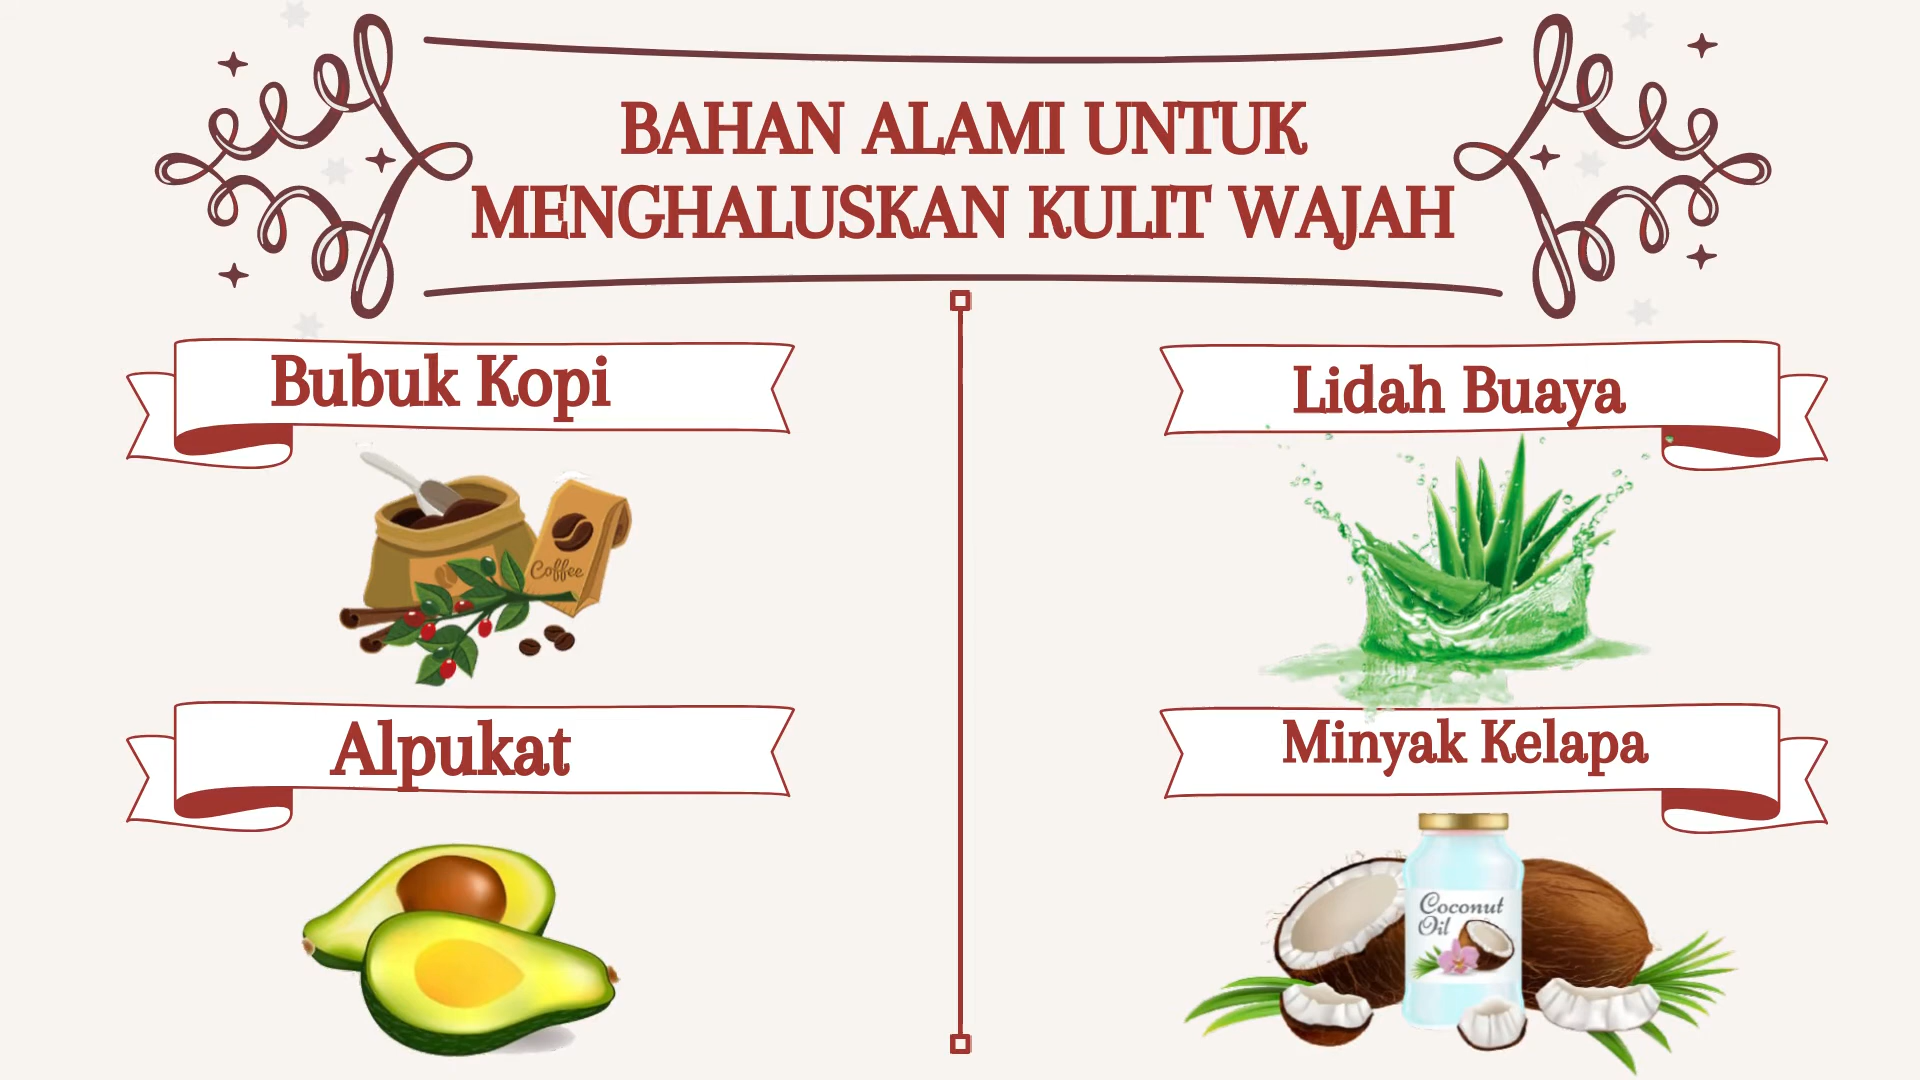 BAHAN ALAMI UNTUK
MENGHALUSKAN KULIT WAJAH
Bubuk Kopi
Coffee
Alpukat
Lidah Buaya
Minyak Kelapa
Coconut
Oil